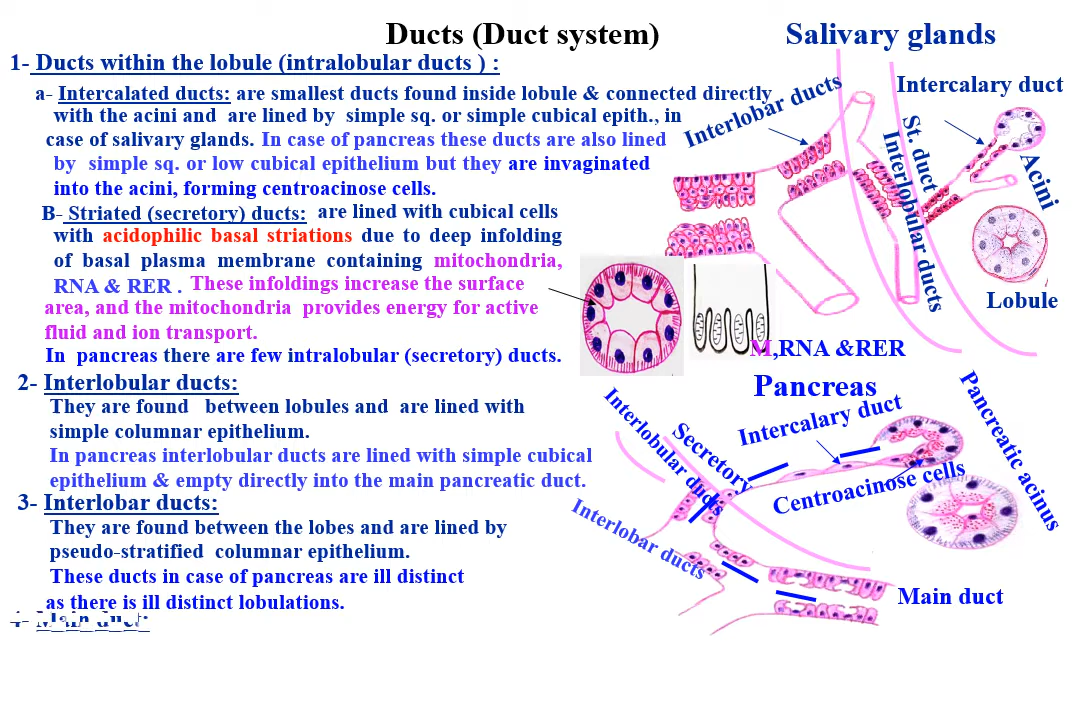 Ducts (Duct system)
Salivary glands
1- Ducts within the lobule (intralobular ducts ) :
a- Intercalated ducts: are smallest ducts found inside lobule & connected directly
with the acini and are lined by simple sq. or simple cubical epith., in
case of salivary glands. In case of pancreas these ducts are also lined
by simple sq. or low cubical epithelium but they are invaginated
into the acini, forming centroacinose cells.
B- Striated (secretory) ducts: are lined with cubical cells
with acidophilic basal striations due to deep infolding
of basal plasma membrane containing mitochondria,
RNA & RER . These infoldings increase the surface
area, and the mitochondria provides energy for active
fluid and ion transport.
In pancreas there are few intralobular (secretory) ducts.
2- Interlobular ducts:
They are found between lobules and are lined with
simple columnar epithelium.
In pancreas interlobular ducts are lined with simple cubical
epithelium & empty directly into the main pancreatic duct.
3- Interlobar ducts:
They are found between the lobes and are lined by
pseudo-stratified columnar epithelium.
These ducts in case of pancreas are ill distinct
as there is ill distinct lobulations.
4- Main duct:
Interlobar ducts
Intercalary duct
St. duct
Interlobular ducts
Acini
Lobule
M,RNA &RER
Pancreas
Interlobular ducts
Secretory
Intercalary duct
Pancreatic acinus
Centroacinose cells
Interlobar ducts
Main duct